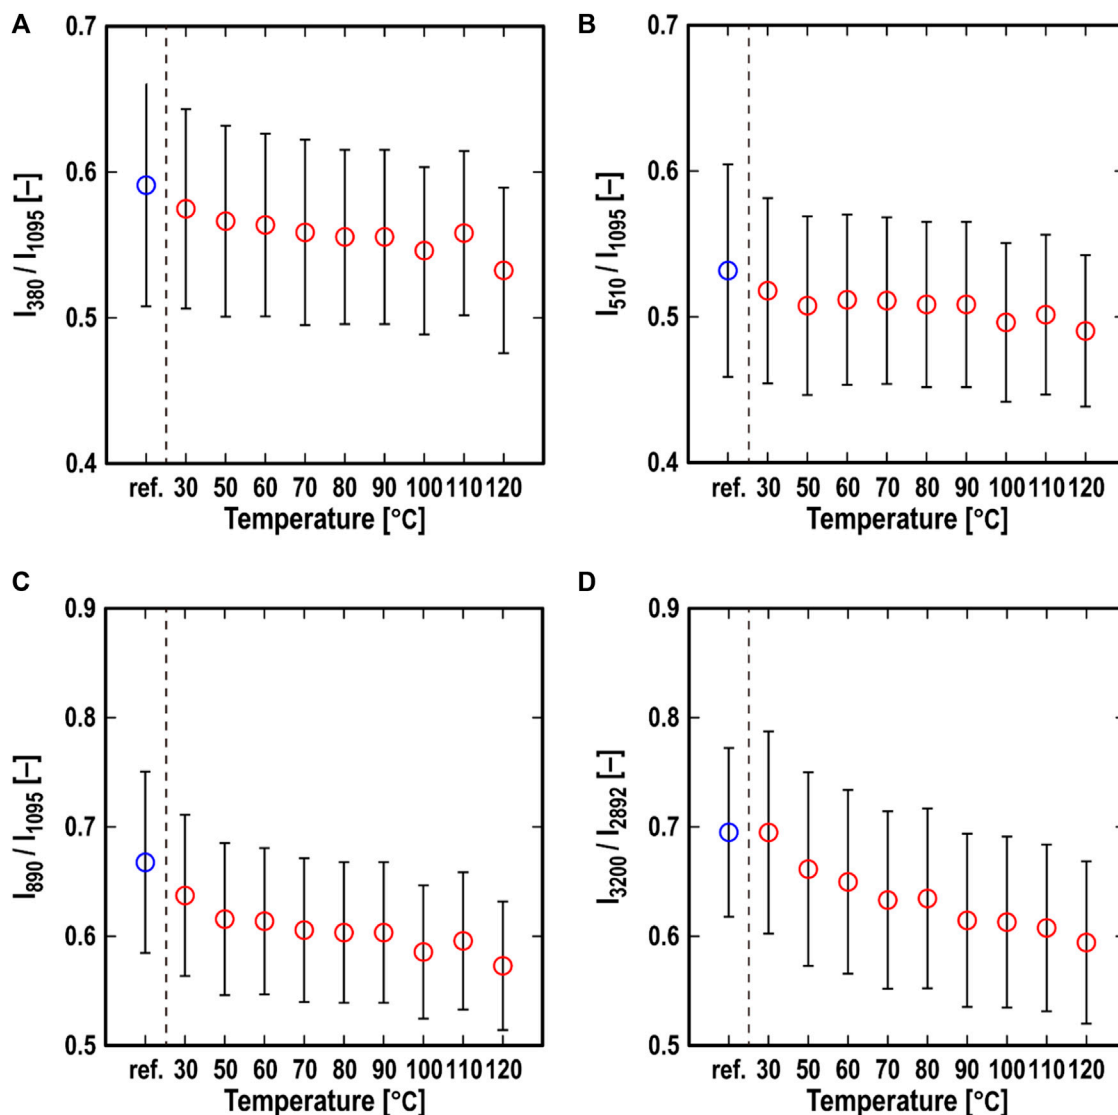 A
0.7
0.6
0.5
0.4
I380 / I1095 [–]
ref. 30 50 60 70 80 90 100 110 120
Temperature [°C]
B
0.7
0.6
0.5
0.4
I510 / I1095 [–]
ref. 30 50 60 70 80 90 100 110 120
Temperature [°C]
C
0.9
0.8
0.7
0.6
0.5
I890 / I1095 [–]
ref. 30 50 60 70 80 90 100 110 120
Temperature [°C]
D
0.9
0.8
0.7
0.6
0.5
I3200 / I2892 [–]
ref. 30 50 60 70 80 90 100 110 120
Temperature [°C]